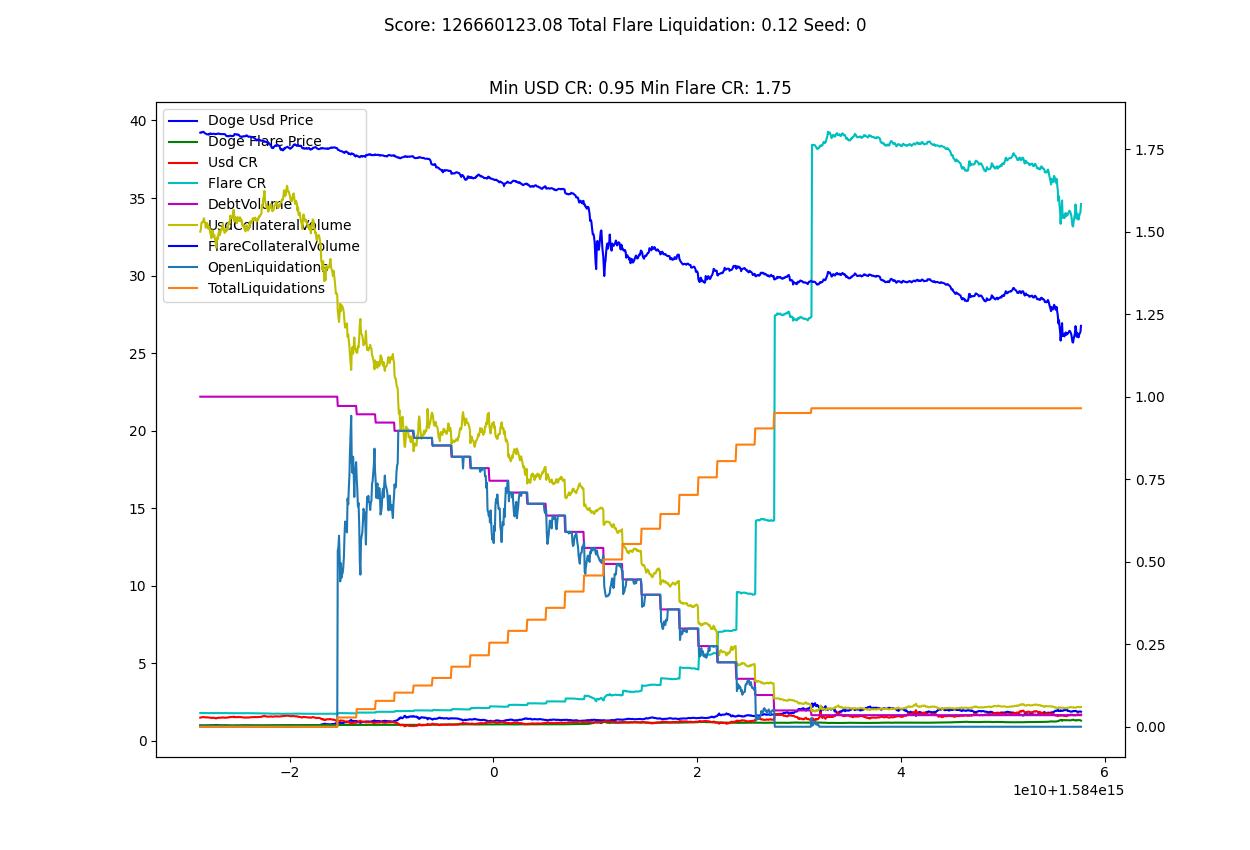 Score: 126660123.08 Total Flare Liquidation: 0.12 Seed: 0
Min USD CR: 0.95 Min Flare CR: 1.75
Doge Usd Price
Doge Flare Price
Usd CR
Flare CR
DebtVolume
UsdCollateralVolume
FlareCollateralVolume
OpenLiquidations
TotalLiquidations
40
35
30
25
20
15
10
5
0
1.75
1.50
1.25
1.00
0.75
0.50
0.25
0.00
−2
0
2
4
6
1e10+1.584e15